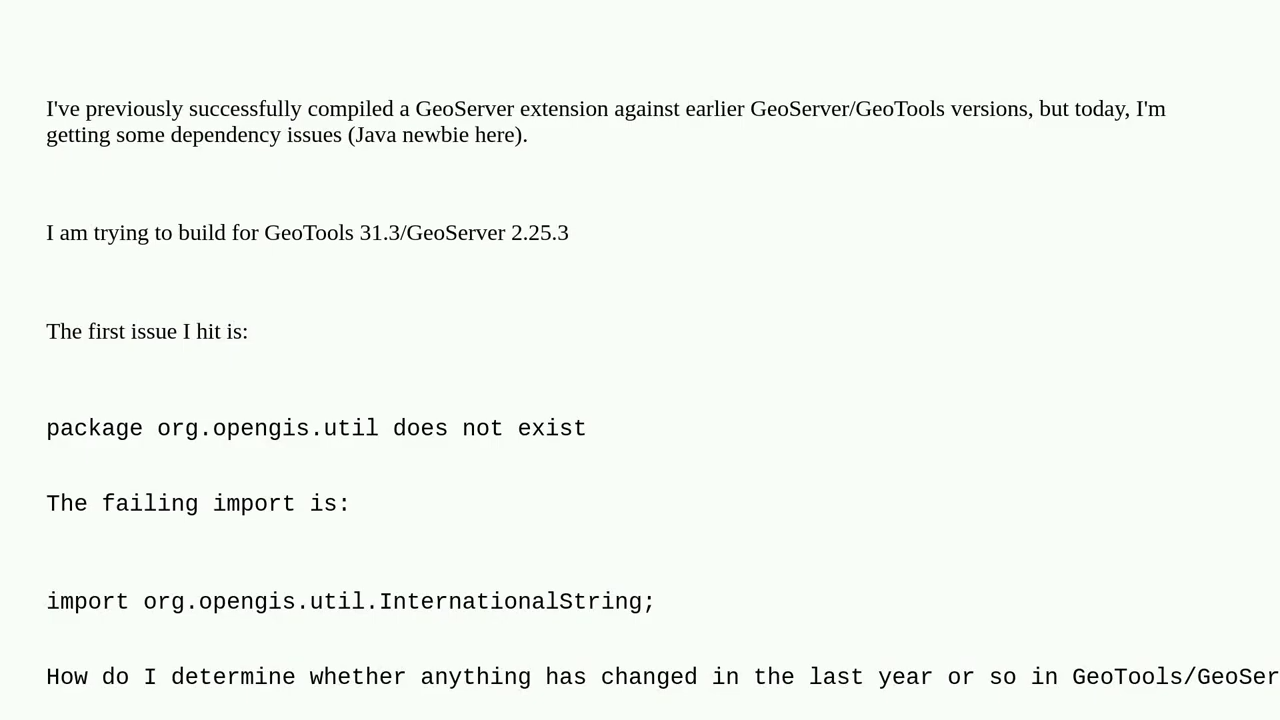 I've previously successfully compiled a GeoServer extension against earlier GeoServer/GeoTools versions, but today, I'm
getting some dependency issues (Java newbie here).
I am trying to build for GeoTools 31.3/GeoServer 2.25.3
The first issue I hit is:
package org.opengis.util does not exist
The failing import is:
import org.opengis.util.InternationalString;
How do I determine whether anything has changed in the last year or so in GeoTools/GeoSer